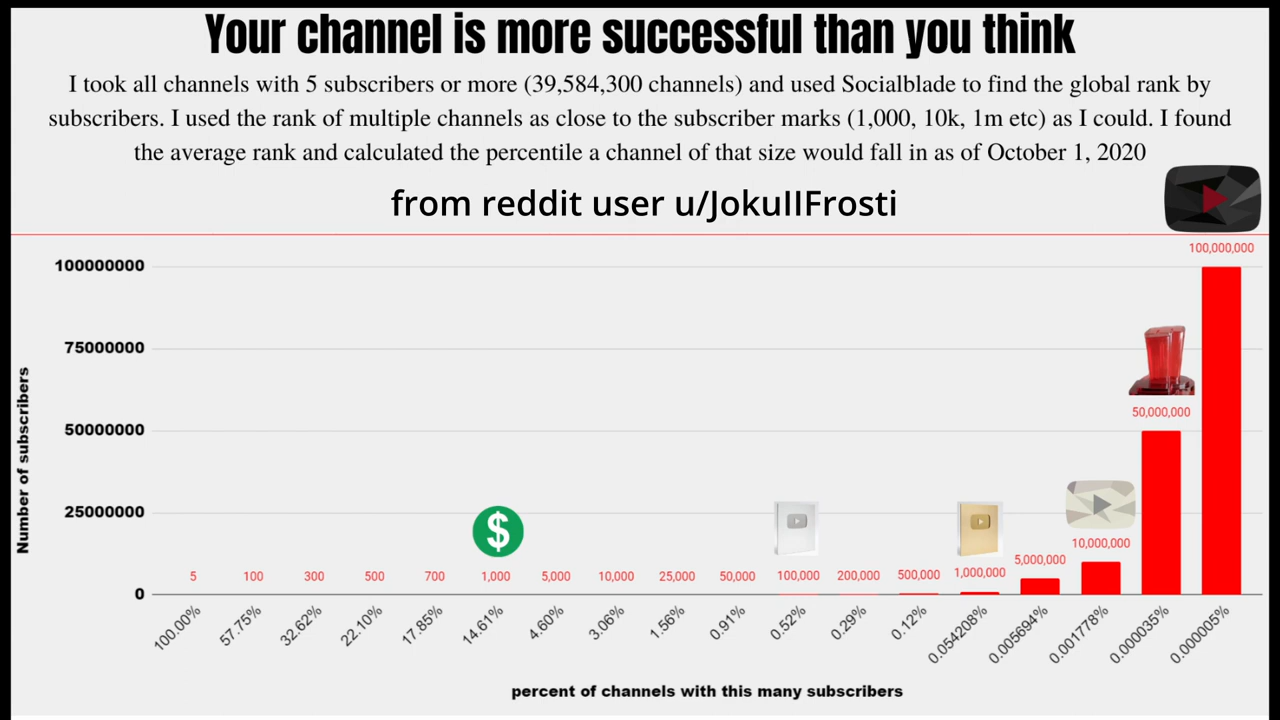 Your channel is more successful than you think
I took all channels with 5 subscribers or more (39,584,300 channels) and used Socialblade to find the global rank by
subscribers. I used the rank of multiple channels as close to the subscriber marks (1,000, 10k, 1m etc) as I could. I found
the average rank and calculated the percentile a channel of that size would fall in as of October 1, 2020
from reddit user u/JokullFrosti
100,000,000
100000000
75000000
50,000,000
50000000
Number of subscribers
25000000
$
10,000,000
5,000,000
5 100 300 500 700 1,000 5,000 10,000 25,000 50,000 100,000 200,000 500,000 1,000,000
0
100.00% 57.75% 32.62% 22.10% 17.85% 14.61% 4.60% 3.06% 1.56% 0.91% 0.52% 0.29% 0.12% 0.054208% 0.005694% 0.001778% 0.000035% 0.000005%
percent of channels with this many subscribers